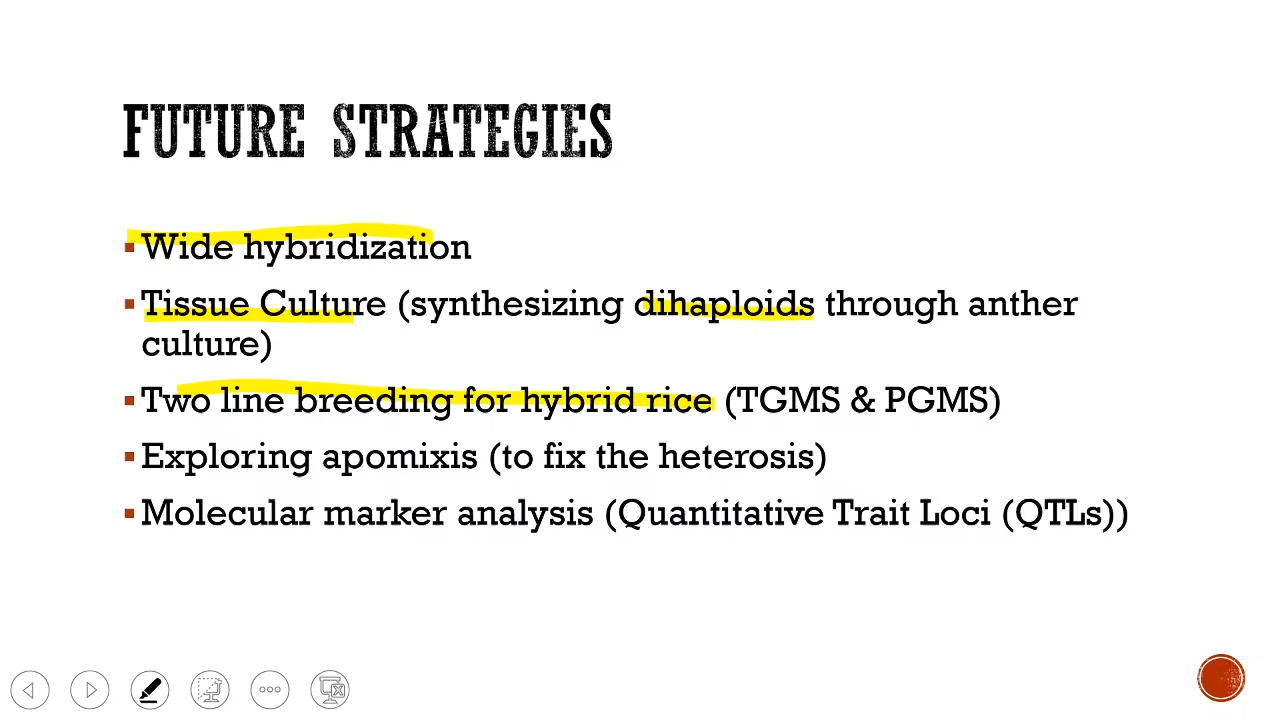 FUTURE STRATEGIES
▪ Wide hybridization
▪ Tissue Culture (synthesizing dihaploids through anther
culture)
▪ Two line breeding for hybrid rice (TGMS & PGMS)
▪ Exploring apomixis (to fix the heterosis)
▪ Molecular marker analysis (Quantitative Trait Loci (QTLs))